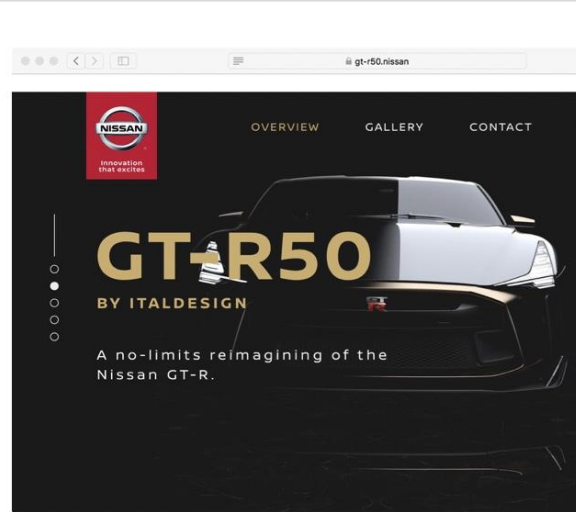 gt-r50.nissan
NISSAN
Innovation
that excites
OVERVIEW
GALLERY
CONTACT
GT-R50
BY ITALDESIGN
A no-limits reimagining of the
Nissan GT-R.
GT
R